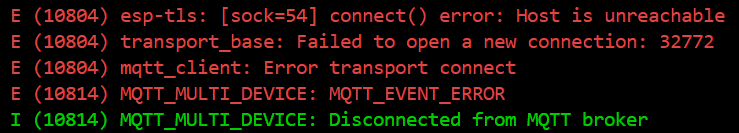 E (10804) esp-tls: [sock=54] connect() error: Host is unreachable
E (10804) transport_base: Failed to open a new connection: 32772
E (10804) mqtt_client: Error transport connect
E (10814) MQTT_MULTI_DEVICE: MQTT_EVENT_ERROR
I (10814) MQTT_MULTI_DEVICE: Disconnected from MQTT broker